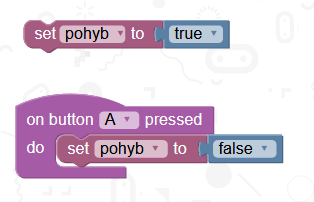 set pohyb to true
on button A pressed
do set pohyb to false